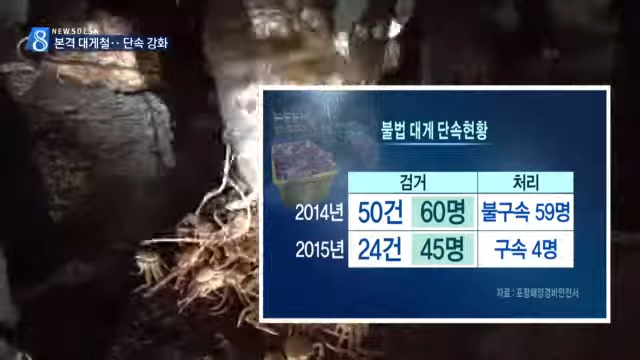 NEWSDESK
8 본격 대게철‥ 단속 강화
불법 대게 단속현황
검거 처리
2014년 50건 60명 불구속 59명
2015년 24건 45명 구속 4명
자료 : 포항해양경비안전서